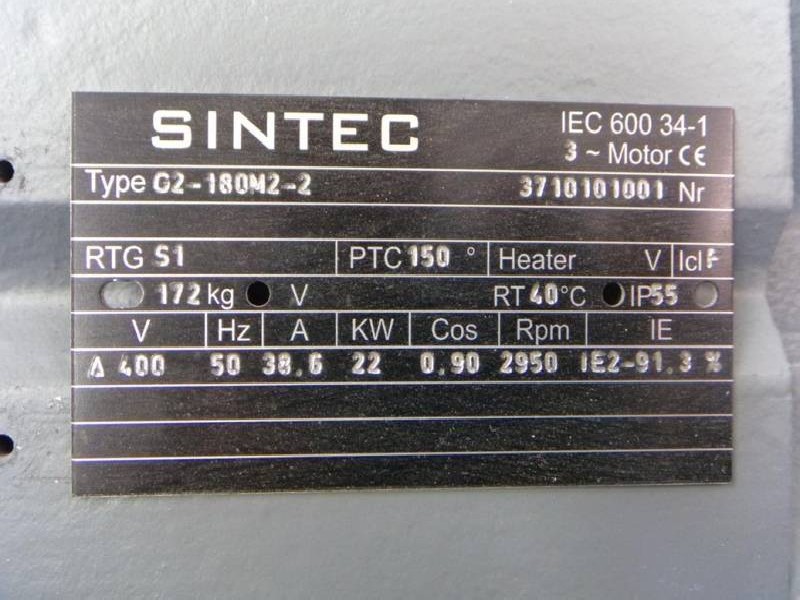 SINTEC
IEC 600 34-1
3 ~ Motor CE
Type G2-180M2-2 3710101001 Nr
RTG S1 PTC 150 ° Heater V Icl F
172 kg V RT 40°C IP55
V Hz A KW Cos Rpm IE
Δ 400 50 38.6 22 0.90 2950 IE2-91.3 %